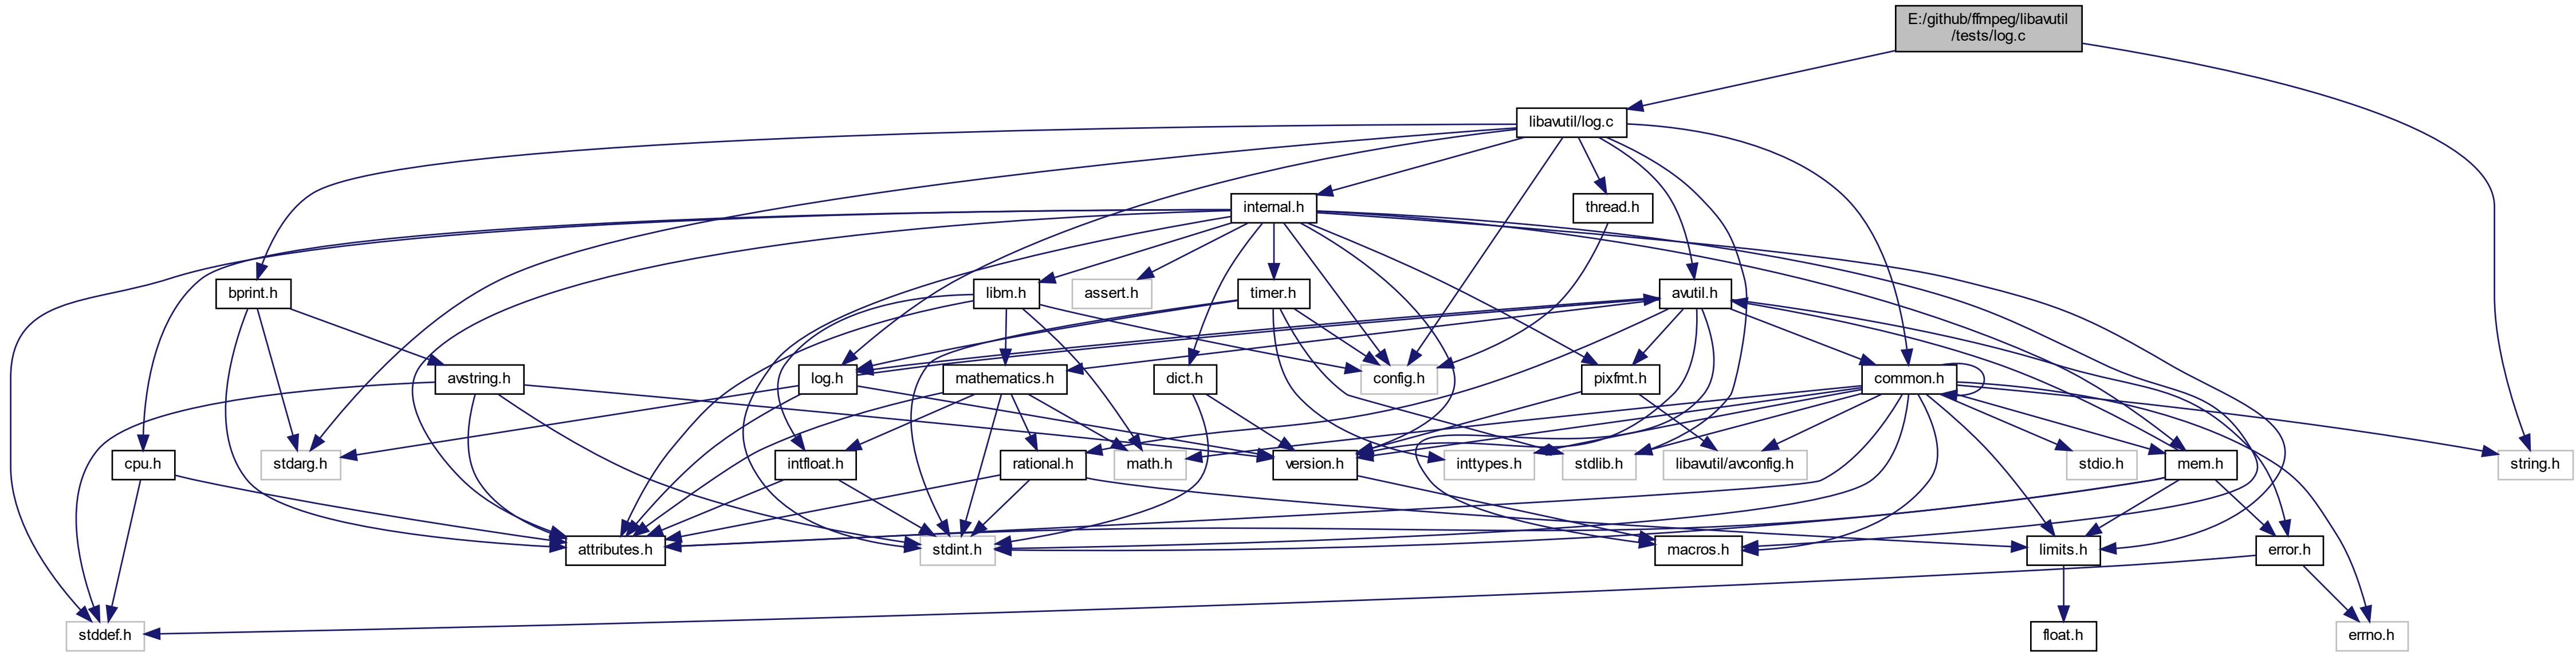 E:/github/ffmpeg/libavutil
/tests/log.c
libavutil/log.c
internal.h
thread.h
bprint.h
libm.h
assert.h
timer.h
avutil.h
avstring.h
log.h
mathematics.h
dict.h
config.h
pixfmt.h
common.h
cpu.h
stdarg.h
intfloat.h
rational.h
math.h
version.h
inttypes.h
stdlib.h
libavutil/avconfig.h
stdio.h
mem.h
string.h
attributes.h
stdint.h
macros.h
limits.h
error.h
stddef.h
float.h
errno.h